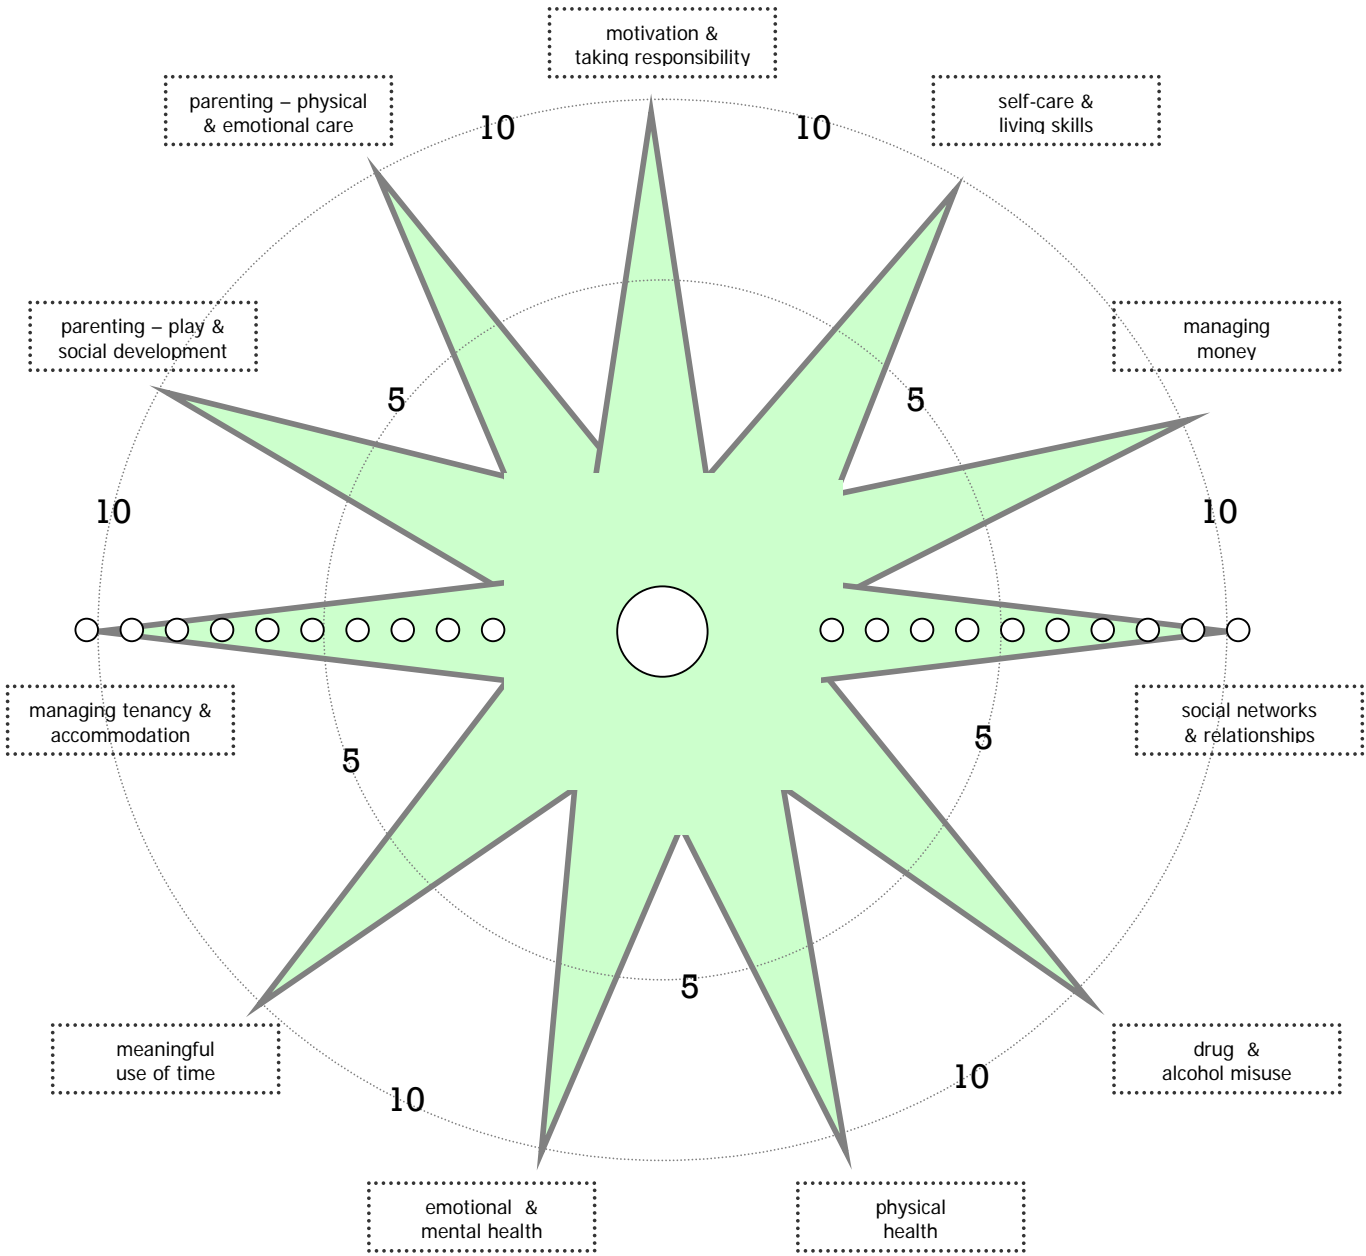 motivation &
taking responsibility
parenting – physical
& emotional care
10
10
self-care &
living skills
parenting – play &
social development
managing
money
5
5
10
10
managing tenancy &
accommodation
social networks
& relationships
5
5
5
meaningful
use of time
drug &
alcohol misuse
10
10
emotional &
mental health
physical
health